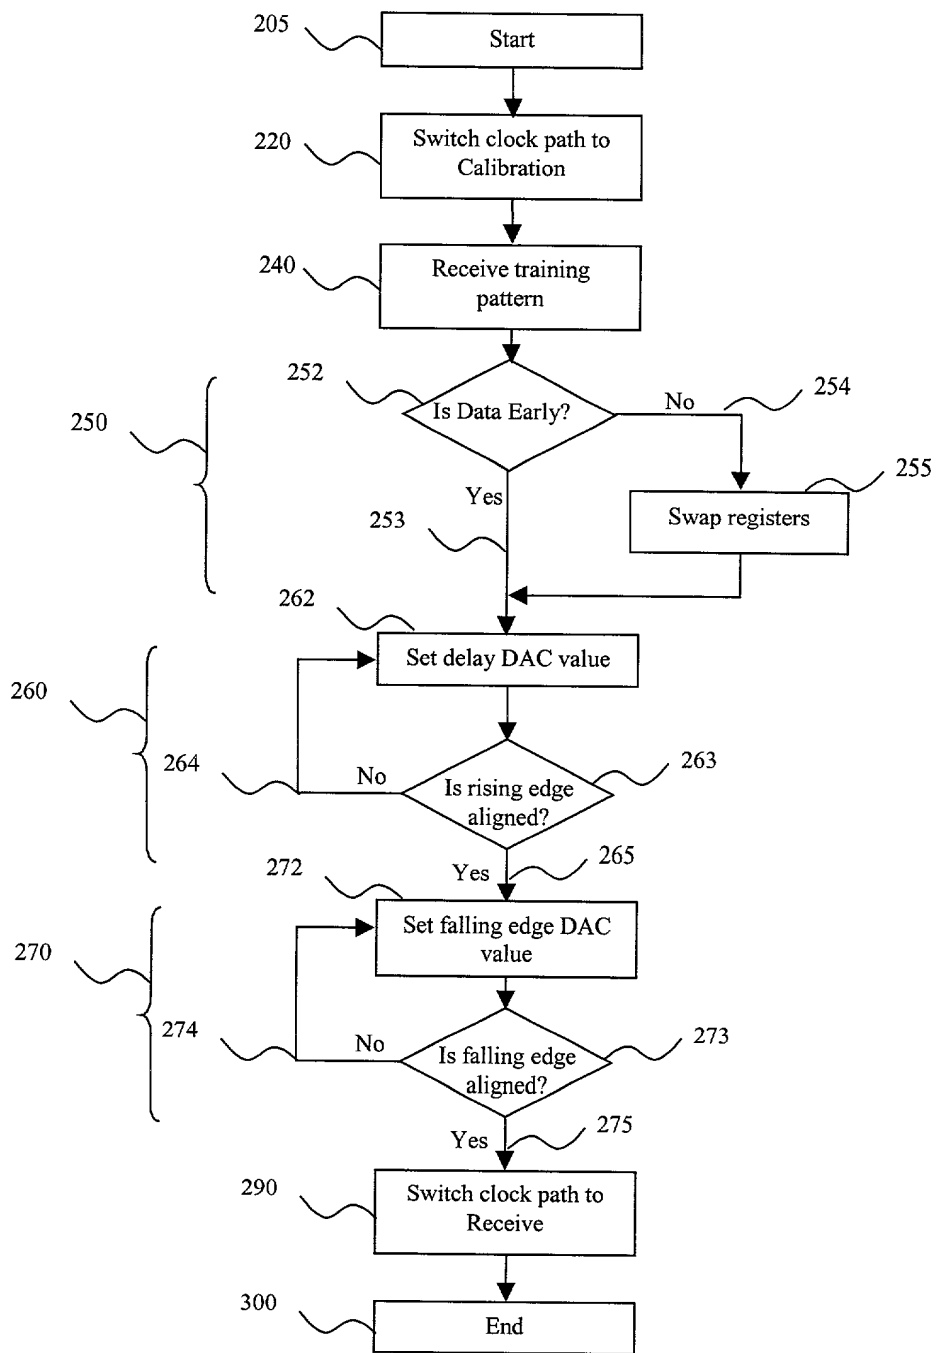 205
Start
220
Switch clock path to
Calibration
240
Receive training
pattern
252
Is Data Early?
No
254
250
Yes
253
255
Swap registers
262
Set delay DAC value
260
264
No
Is rising edge
aligned?
263
Yes
265
272
Set falling edge DAC
value
270
274
No
Is falling edge
aligned?
273
Yes
275
290
Switch clock path to
Receive
300
End